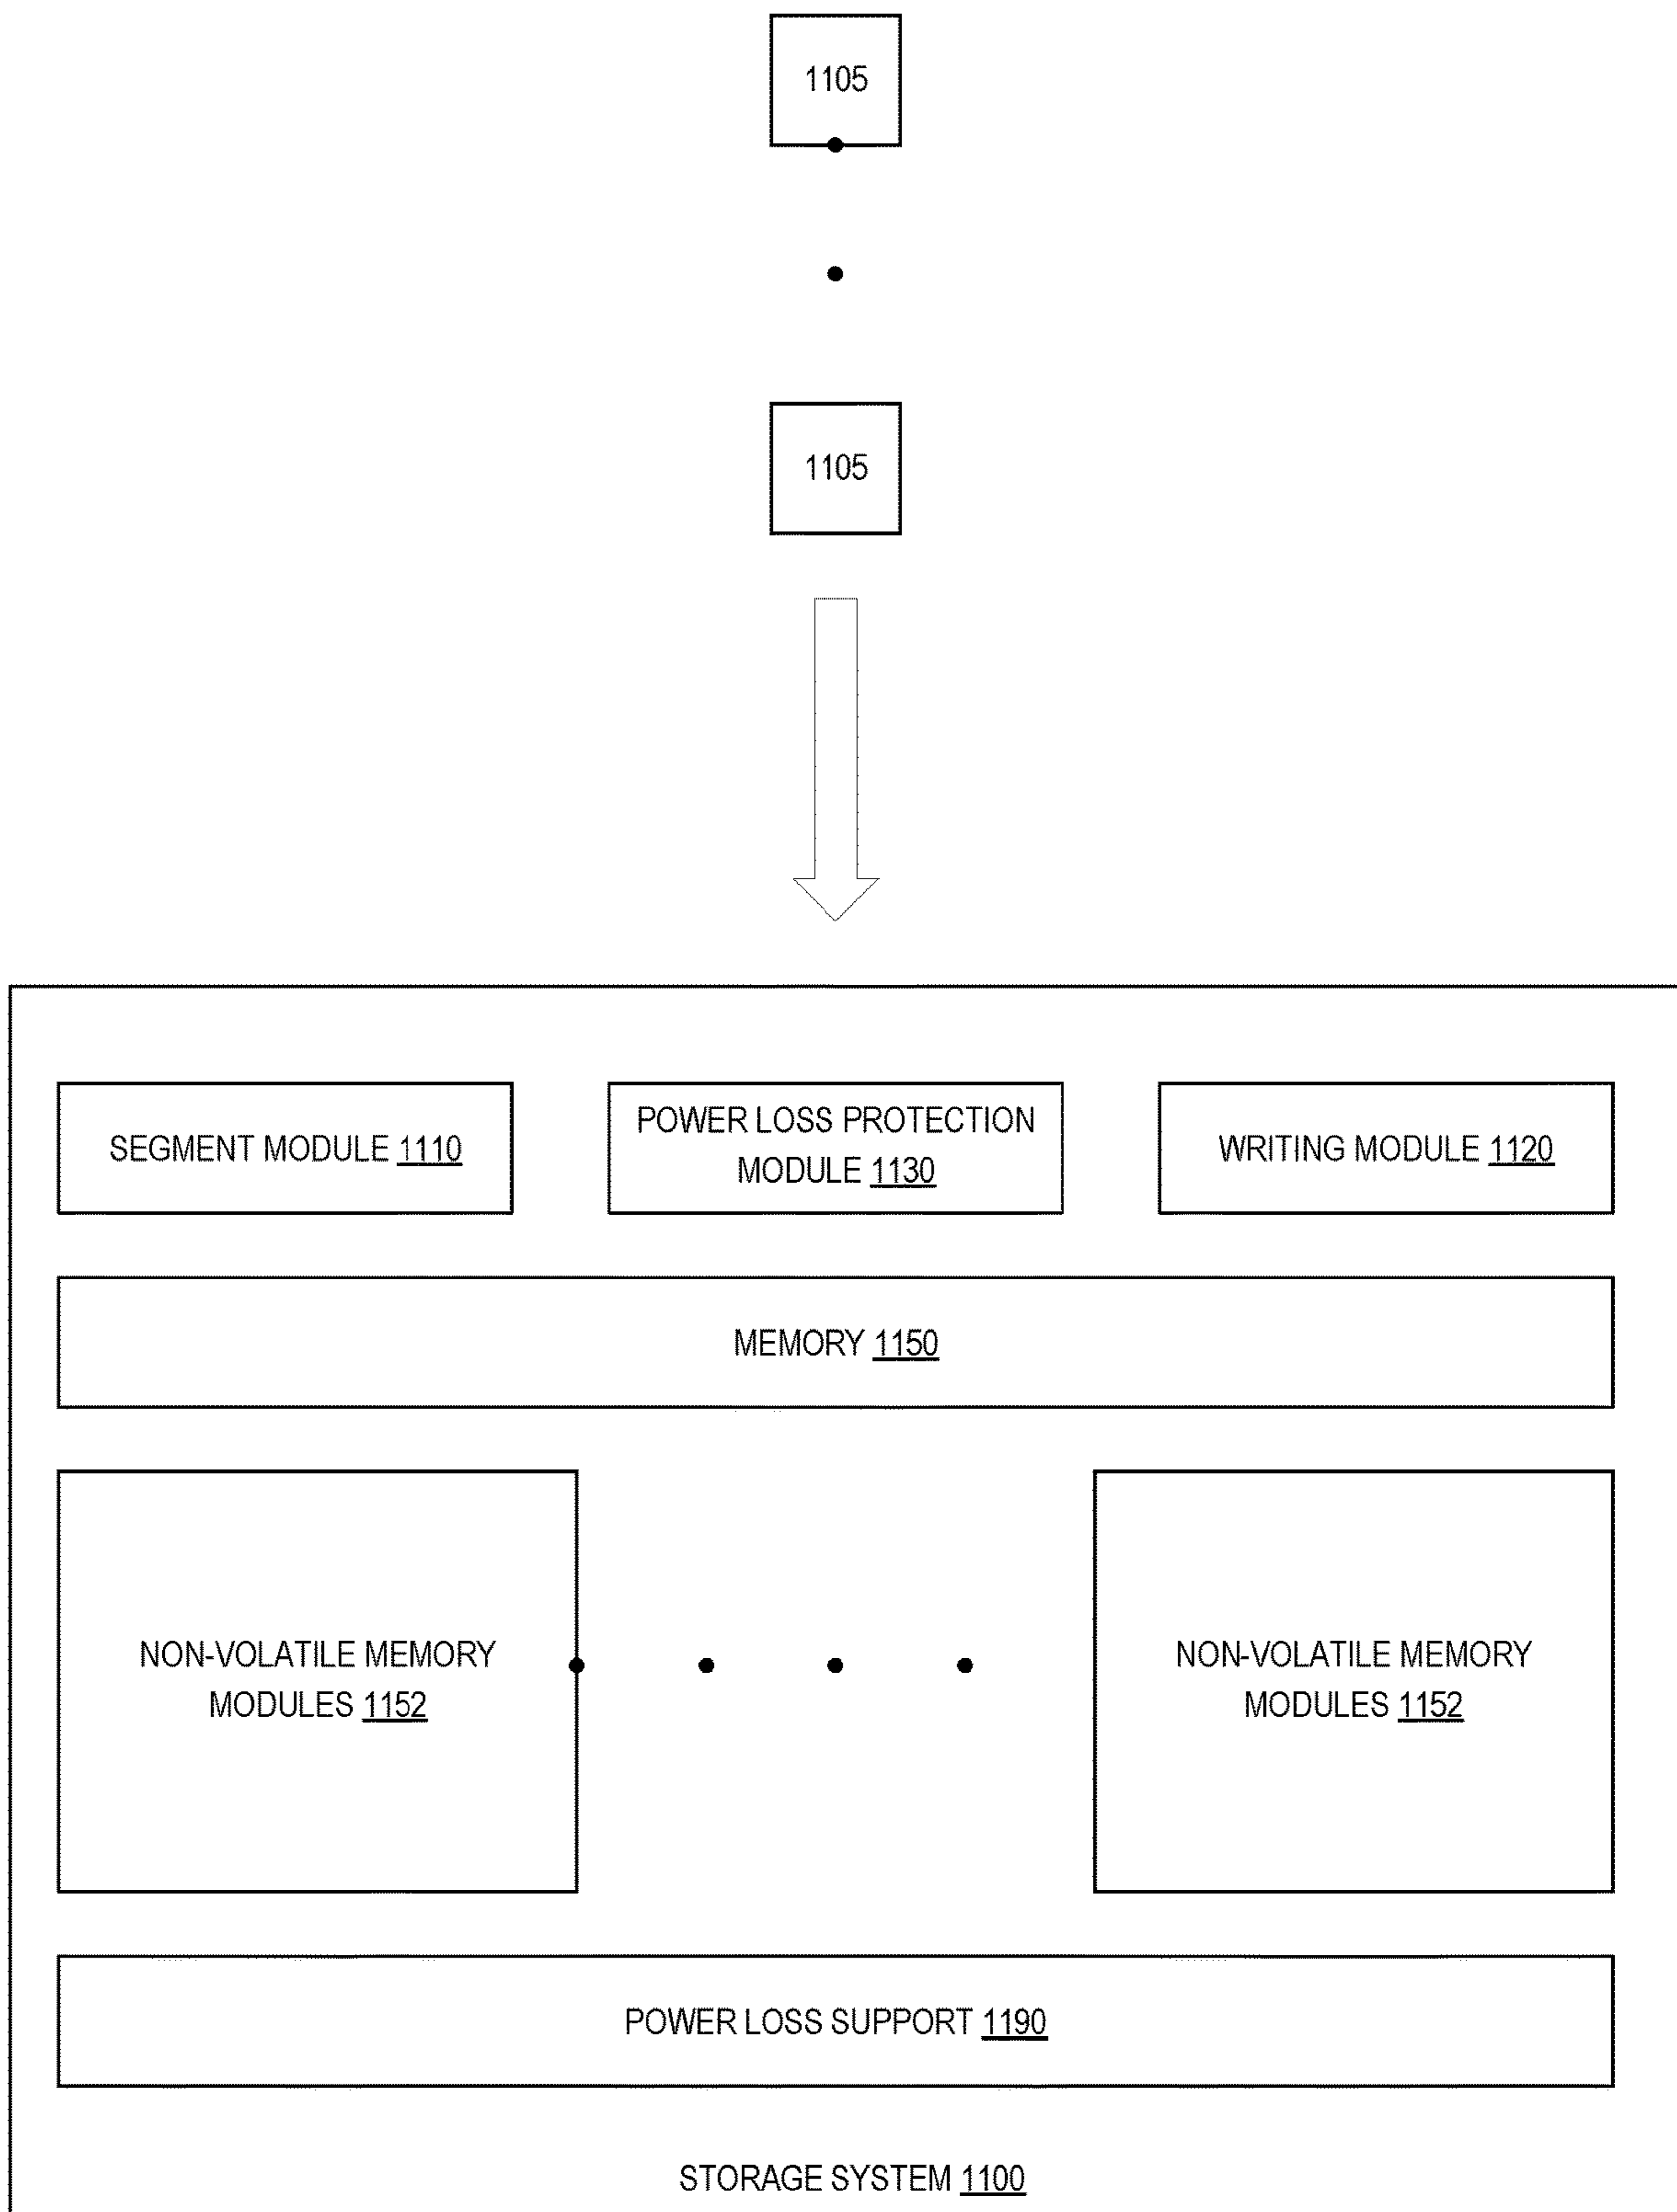 1105
1105
SEGMENT MODULE 1110
POWER LOSS PROTECTION
MODULE 1130
WRITING MODULE 1120
MEMORY 1150
NON-VOLATILE MEMORY
MODULES 1152
NON-VOLATILE MEMORY
MODULES 1152
POWER LOSS SUPPORT 1190
STORAGE SYSTEM 1100